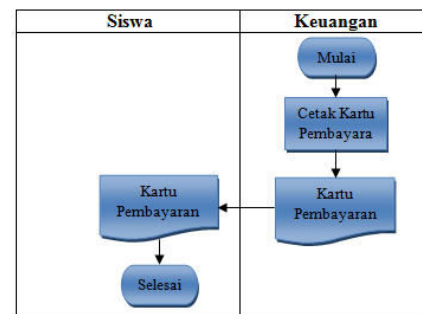 Siswa
Keuangan
Mulai
Cetak Kartu
Pembayara
Kartu
Pembayaran
Kartu
Pembayaran
Selesai